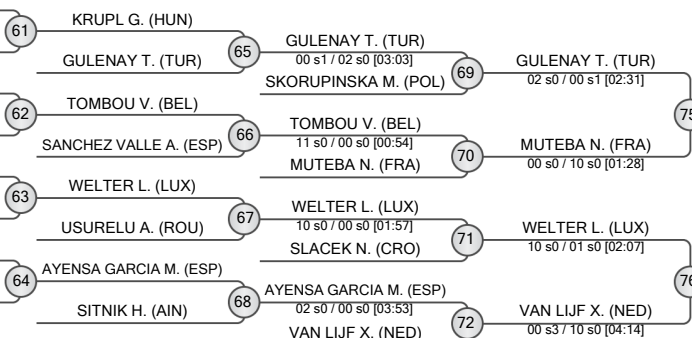 61
KRUPL G. (HUN)
GULENAY T. (TUR)
62
TOMBOU V. (BEL)
SANCHEZ VALLE A. (ESP)
63
WELTER L. (LUX)
USURELU A. (ROU)
64
AYENSA GARCIA M. (ESP)
SITNIK H. (AIN)
65
GULENAY T. (TUR)
00 s1 / 02 s0 [03:03]
SKORUPINSKA M. (POL)
66
TOMBOU V. (BEL)
11 s0 / 00 s0 [00:54]
MUTEBA N. (FRA)
67
WELTER L. (LUX)
10 s0 / 00 s0 [01:57]
SLACEK N. (CRO)
68
AYENSA GARCIA M. (ESP)
02 s0 / 00 s0 [03:53]
VAN LIJF X. (NED)
69
GULENAY T. (TUR)
02 s0 / 00 s1 [02:31]
70
MUTEBA N. (FRA)
00 s0 / 10 s0 [01:28]
71
WELTER L. (LUX)
10 s0 / 01 s0 [02:07]
72
VAN LIJF X. (NED)
00 s3 / 10 s0 [04:14]
75
76